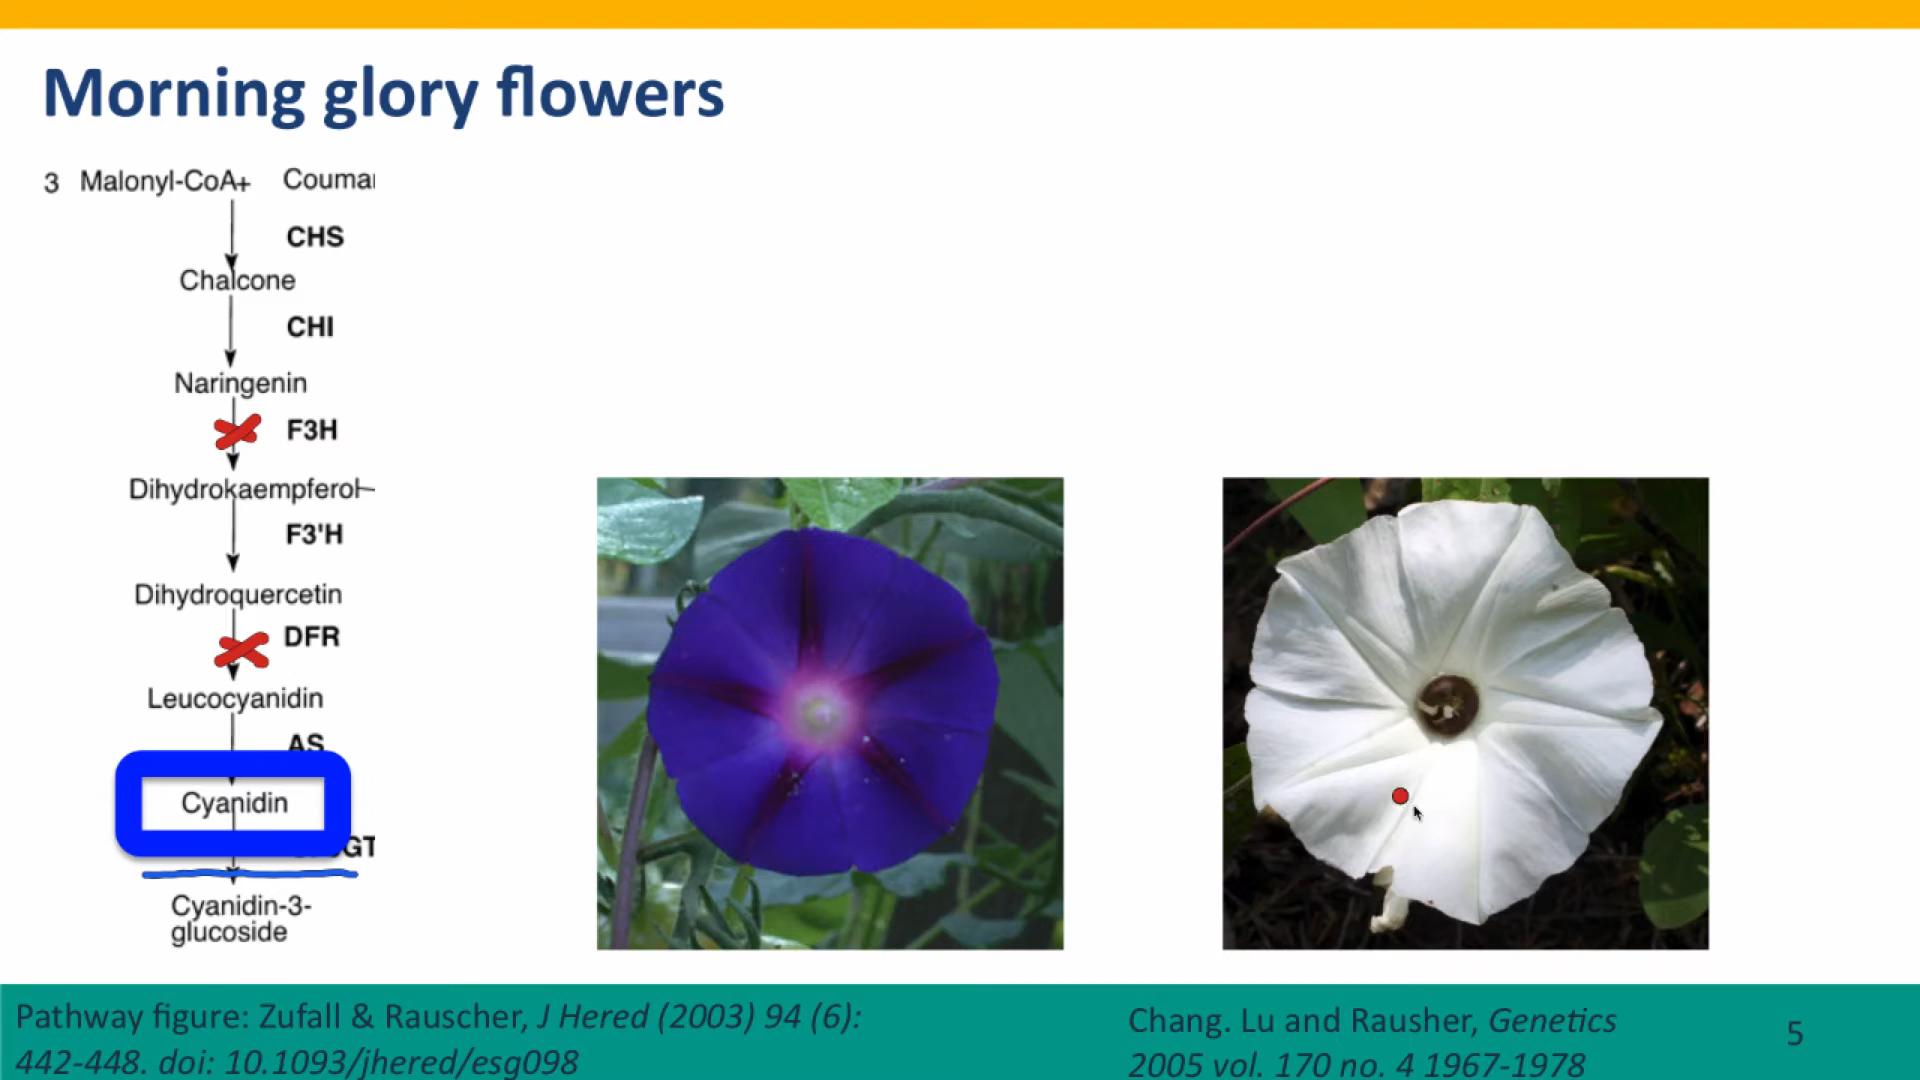 Morning glory flowers
3 Malonyl-CoA+ Coumar
CHS
Chalcone
CHI
Naringenin
F3H
Dihydrokaempferol
F3'H
Dihydroquercetin
DFR
Leucocyanidin
AS
Cyanidin
GT
Cyanidin-3-
glucoside
Pathway figure: Zufall & Rauscher, J Hered (2003) 94 (6):
442-448. doi: 10.1093/jhered/esg098
Chang. Lu and Rausher, Genetics
2005 vol. 170 no. 4 1967-1978
5